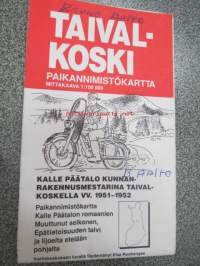 TAIVAL-
KOSKI
PAIKANNIMISTÖKARTTA
MITTAKAAVA 1:100 000
KALLE PÄÄTALO KUNNAN-
RAKENNUSMESTARINA TAIVAL-
KOSKELLA VV. 1951-1952
Paikannimistökartta
Kalle Päätalon romaanien
Muuttunut selkonen,
Epätietoisuuden talvi
ja Iijoelta etelään
pohjalta